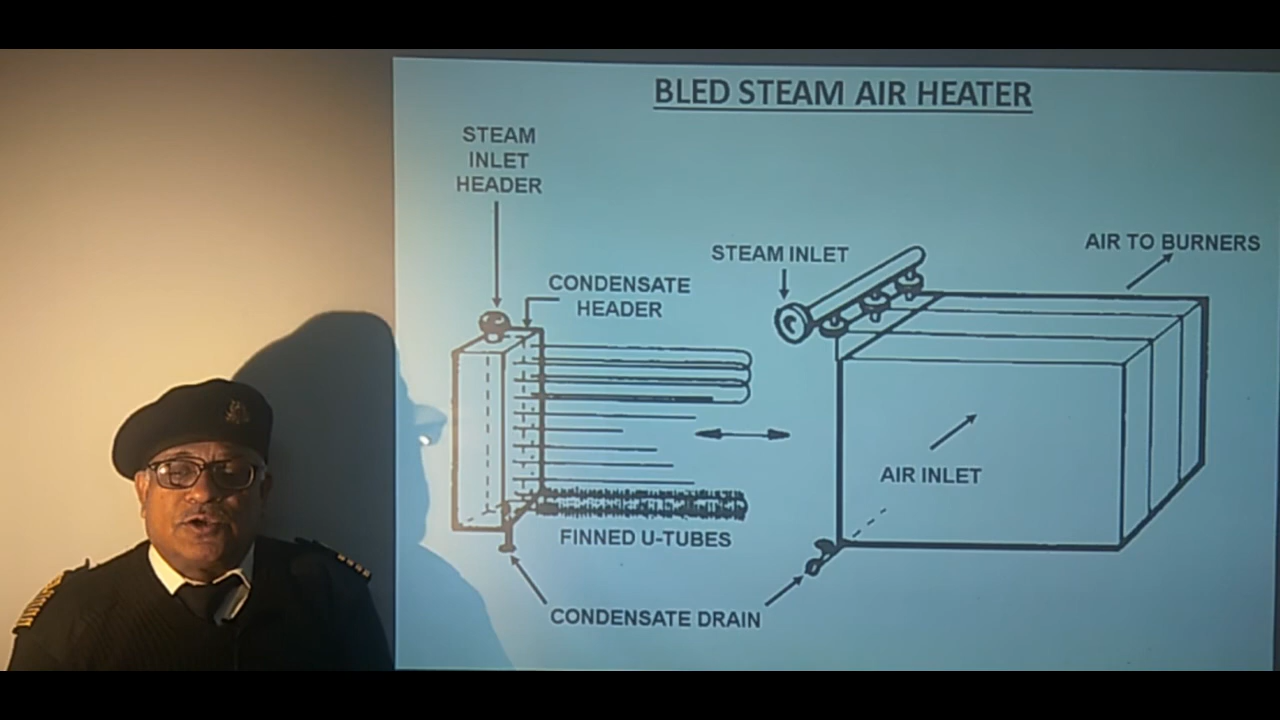 BLED STEAM AIR HEATER
STEAM
INLET
HEADER
CONDENSATE
HEADER
STEAM INLET
AIR TO BURNERS
AIR INLET
FINNED U-TUBES
CONDENSATE DRAIN